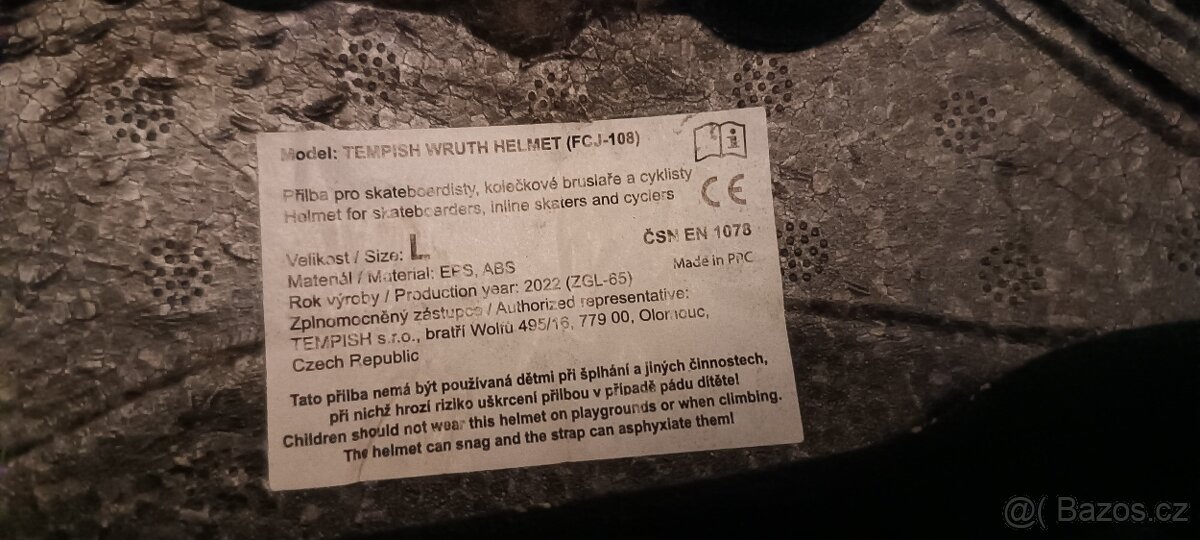 Model: TEMPISH WRUTH HELMET (FCJ-108)
Přilba pro skateboardisty, kolečkové bruslaře a cyklisty
Helmet for skateboarders, inline skaters and cyclers
CE
Velikost / Size: L
ČSN EN 1078
Materiál / Material: EPS, ABS
Made in PRC
Rok výroby / Production year: 2022 (ZGL-65)
Zplnomocněný zástupce / Authorized representative:
TEMPISH s.r.o., bratří Wolfů 495/16, 779 00, Olomouc,
Czech Republic
Tato přilba nemá být používaná dětmi při šplhání a jiných činnostech,
při nichž hrozí riziko uškrcení přilbou v případě pádu dítěte!
Children should not wear this helmet on playgrounds or when climbing.
The helmet can snag and the strap can asphyxiate them!
@( Bazos.cz